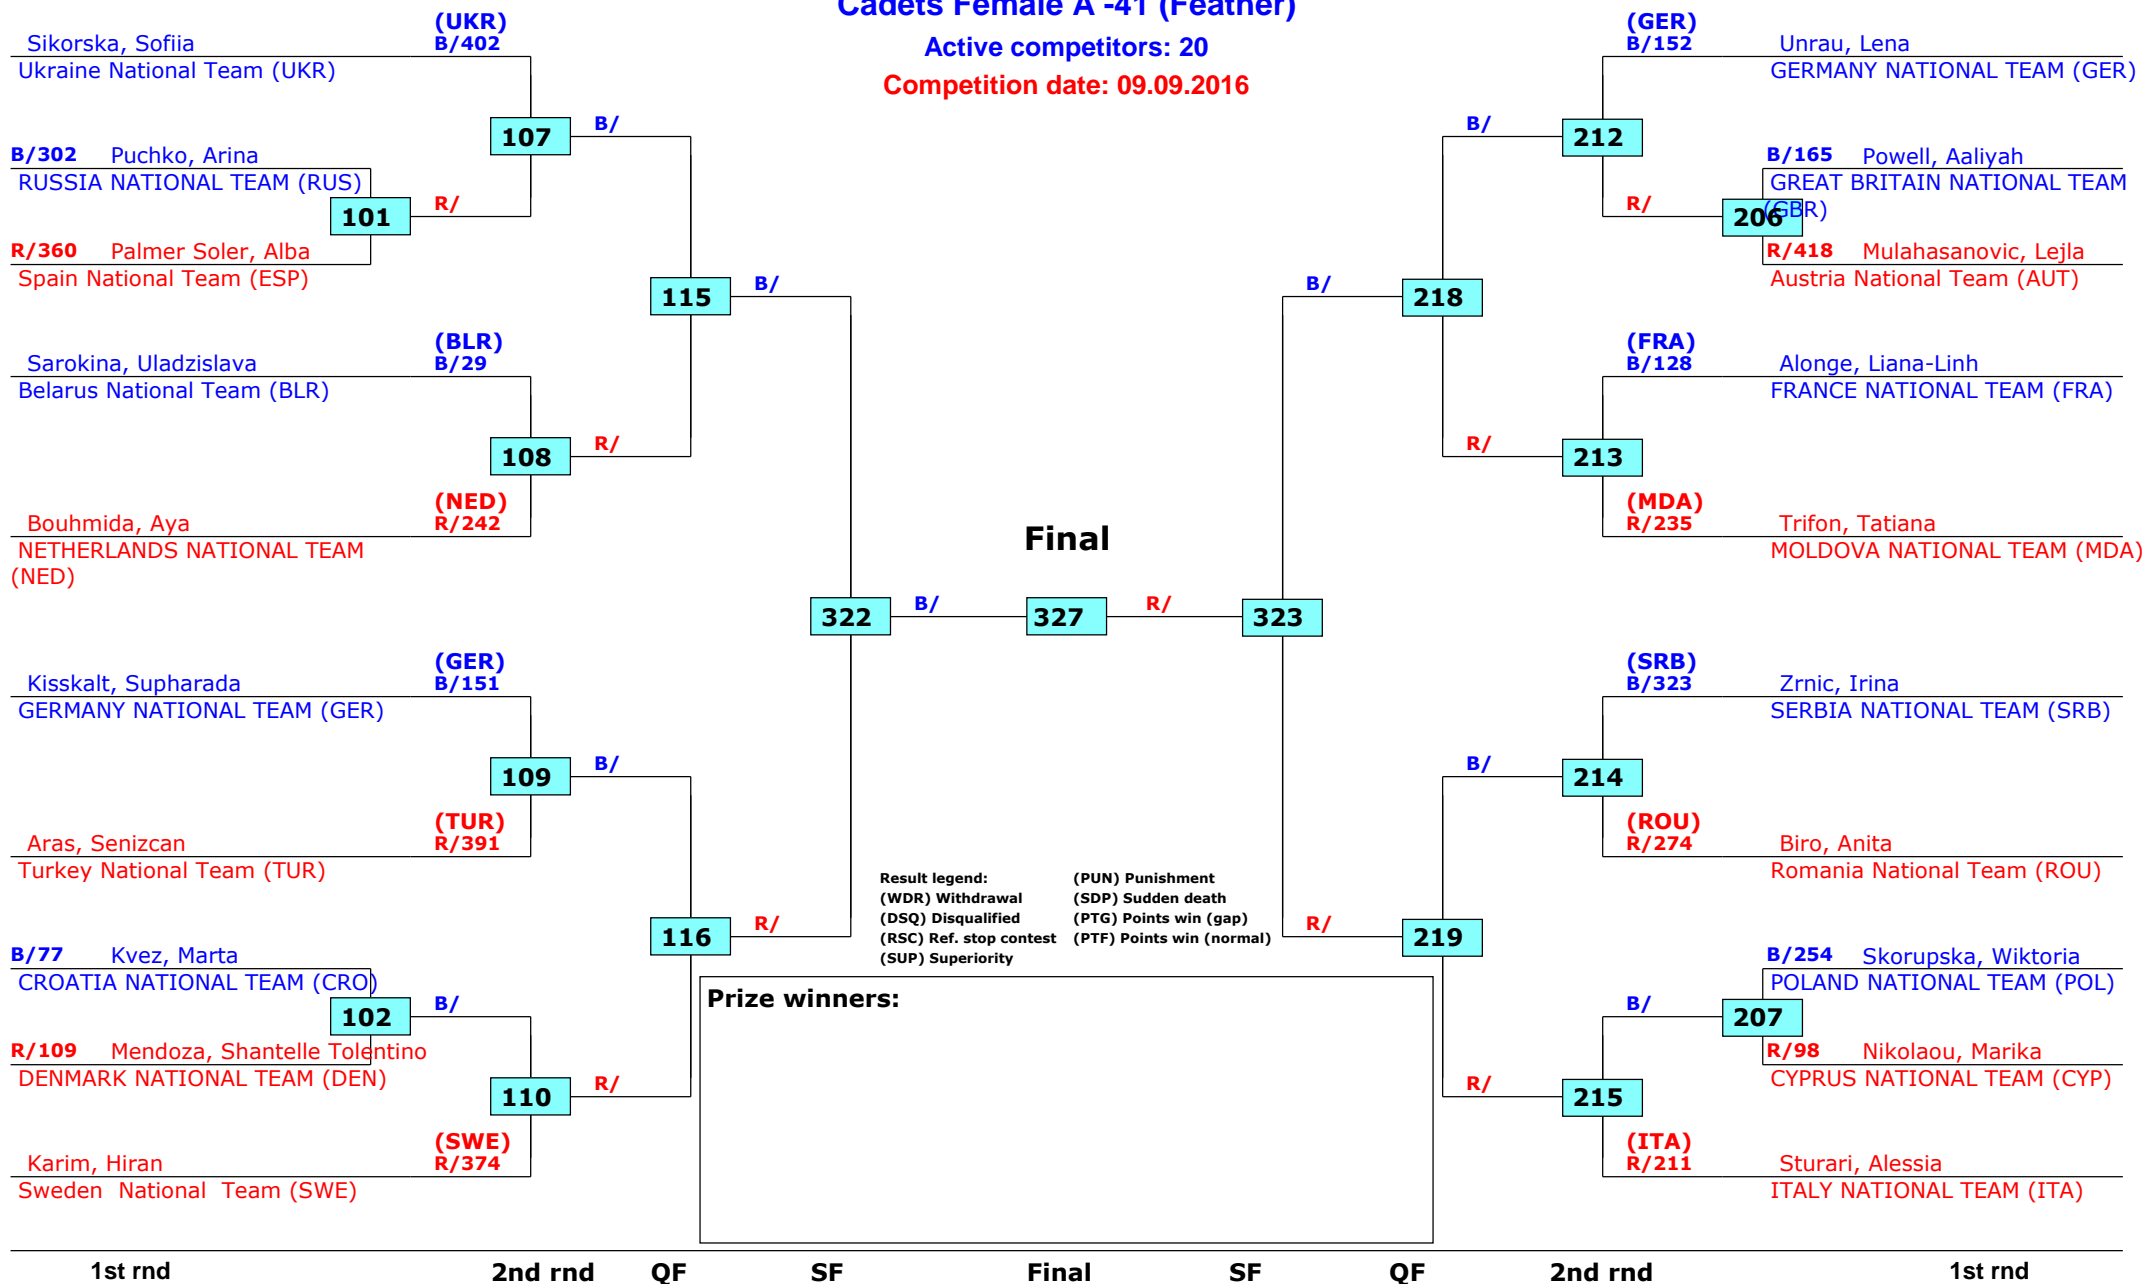 Cadets Female A -41 (Feather)
Active competitors: 20
Competition date: 09.09.2016
(UKR)
Sikorska, Sofiia B/402
Ukraine National Team (UKR)
107
B/
B/302 Puchko, Arina
RUSSIA NATIONAL TEAM (RUS)
101
R/
R/360 Palmer Soler, Alba
Spain National Team (ESP)
115
B/
(BLR)
Sarokina, Uladzislava B/29
Belarus National Team (BLR)
108
R/
(NED)
Bouhmida, Aya R/242
NETHERLANDS NATIONAL TEAM
(NED)
322
B/
(GER)
Kisskalt, Supharada B/151
GERMANY NATIONAL TEAM (GER)
109
B/
(TUR)
Aras, Senizcan R/391
Turkey National Team (TUR)
116
R/
B/77 Kvez, Marta
CROATIA NATIONAL TEAM (CRO)
102
B/
R/109 Mendoza, Shantelle Tolentino
DENMARK NATIONAL TEAM (DEN)
110
R/
(SWE)
Karim, Hiran R/374
Sweden  National  Team (SWE)
Final
327
R/
323
(GER)
B/152 Unrau, Lena
GERMANY NATIONAL TEAM (GER)
B/
212
B/165 Powell, Aaliyah
GREAT BRITAIN NATIONAL TEAM
(GBR)
R/
206
R/418 Mulahasanovic, Lejla
Austria National Team (AUT)
B/
218
(FRA)
B/128 Alonge, Liana-Linh
FRANCE NATIONAL TEAM (FRA)
R/
213
(MDA)
R/235 Trifon, Tatiana
MOLDOVA NATIONAL TEAM (MDA)
(SRB)
B/323 Zrnic, Irina
SERBIA NATIONAL TEAM (SRB)
B/
214
(ROU)
R/274 Biro, Anita
Romania National Team (ROU)
R/
219
B/254 Skorupska, Wiktoria
POLAND NATIONAL TEAM (POL)
B/
207
R/98 Nikolaou, Marika
CYPRUS NATIONAL TEAM (CYP)
R/
215
(ITA)
R/211 Sturari, Alessia
ITALY NATIONAL TEAM (ITA)
Result legend: (PUN) Punishment
(WDR) Withdrawal (SDP) Sudden death
(DSQ) Disqualified (PTG) Points win (gap)
(RSC) Ref. stop contest (PTF) Points win (normal)
(SUP) Superiority
Prize winners:
1st rnd 2nd rnd QF SF Final SF QF 2nd rnd 1st rnd